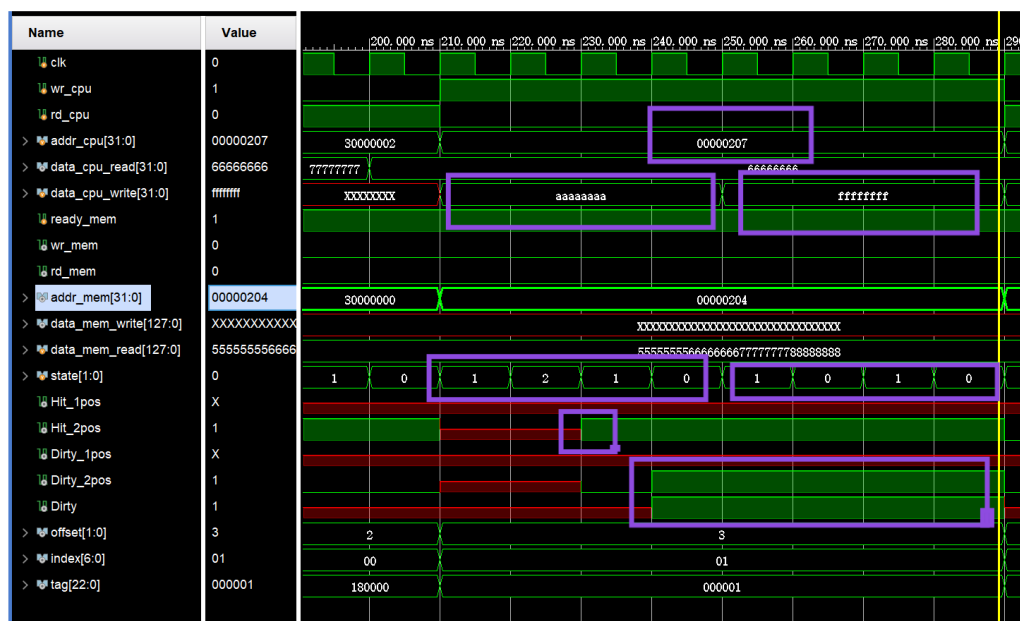 Name Value
200.000 ns 210.000 ns 220.000 ns 230.000 ns 240.000 ns 250.000 ns 260.000 ns 270.000 ns 280.000 ns 290
clk 0
wr_cpu 1
rd_cpu 0
addr_cpu[31:0] 00000207 30000002 00000207
data_cpu_read[31:0] 66666666 77777777 66666666
data_cpu_write[31:0] ffffffff XXXXXXXX aaaaaaaa ffffffff
ready_mem 1
wr_mem 0
rd_mem 0
addr_mem[31:0] 00000204 30000000 00000204
data_mem_write[127:0] XXXXXXXXXXX XXXXXXXXXXXXXXXXXXXXXXXXXXXXXXXX
data_mem_read[127:0] 555555556666 55555555666666667777777788888888
state[1:0] 0 1 0 1 2 1 0 1 0 1 0
Hit_1pos X
Hit_2pos 1
Dirty_1pos X
Dirty_2pos 1
Dirty 1
offset[1:0] 3 2 3
index[6:0] 01 00 01
tag[22:0] 000001 180000 000001